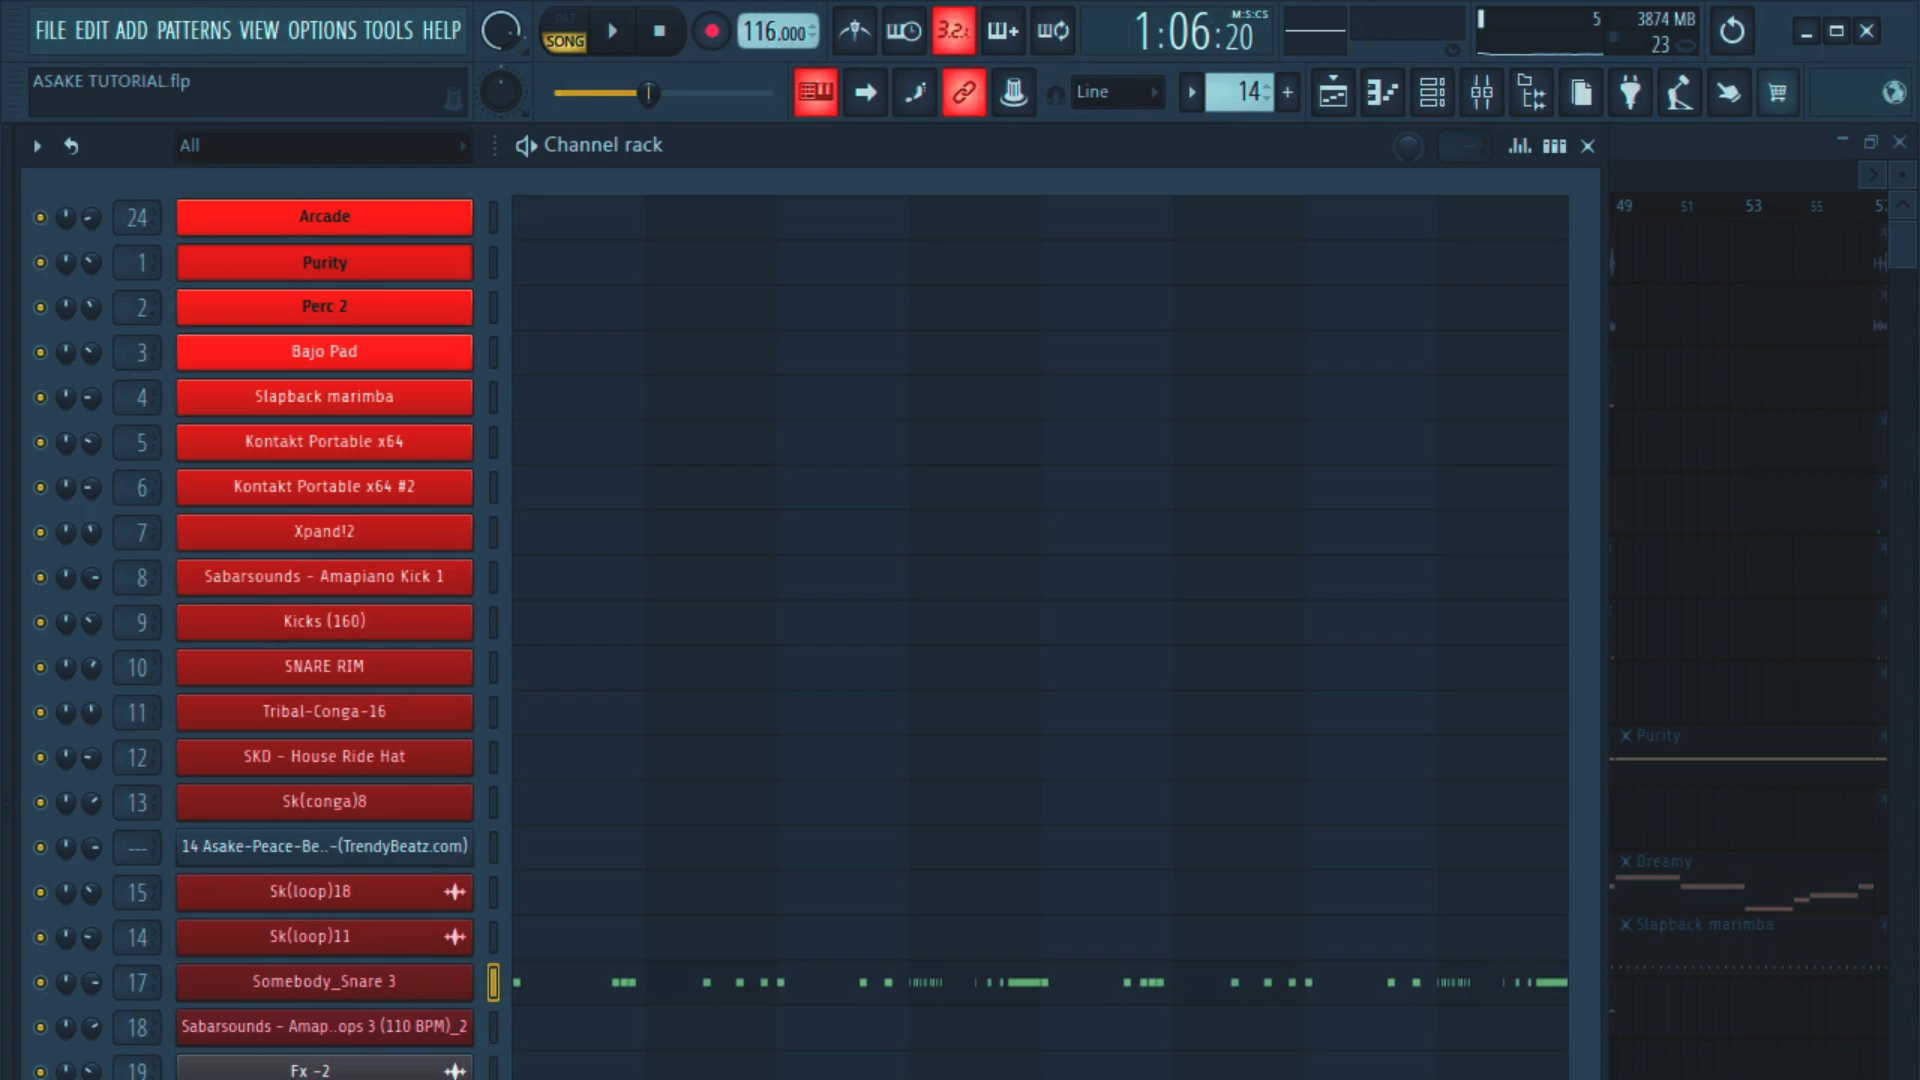 FILE EDIT ADD PATTERNS VIEW OPTIONS TOOLS HELP
PAT
SONG
116.000
3.2.
1:06:20
M:S:CS
5
3874 MB
23
ASAKE TUTORIAL.flp
Line
14
All
Channel rack
49 51 53 55
24 Arcade
1 Purity
2 Perc 2
3 Bajo Pad
4 Slapback marimba
5 Kontakt Portable x64
6 Kontakt Portable x64 #2
7 Xpand!2
8 Sabarsounds - Amapiano Kick 1
9 Kicks (160)
10 SNARE RIM
11 Tribal-Conga-16
12 SKD - House Ride Hat
13 Sk(conga)8
--- 14 Asake-Peace-Be..-(TrendyBeatz.com)
15 Sk(loop)18
14 Sk(loop)11
17 Somebody_Snare 3
18 Sabarsounds - Amap..ops 3 (110 BPM)_2
19 Fx -2
Purity
Dreamy
Slapback marimba